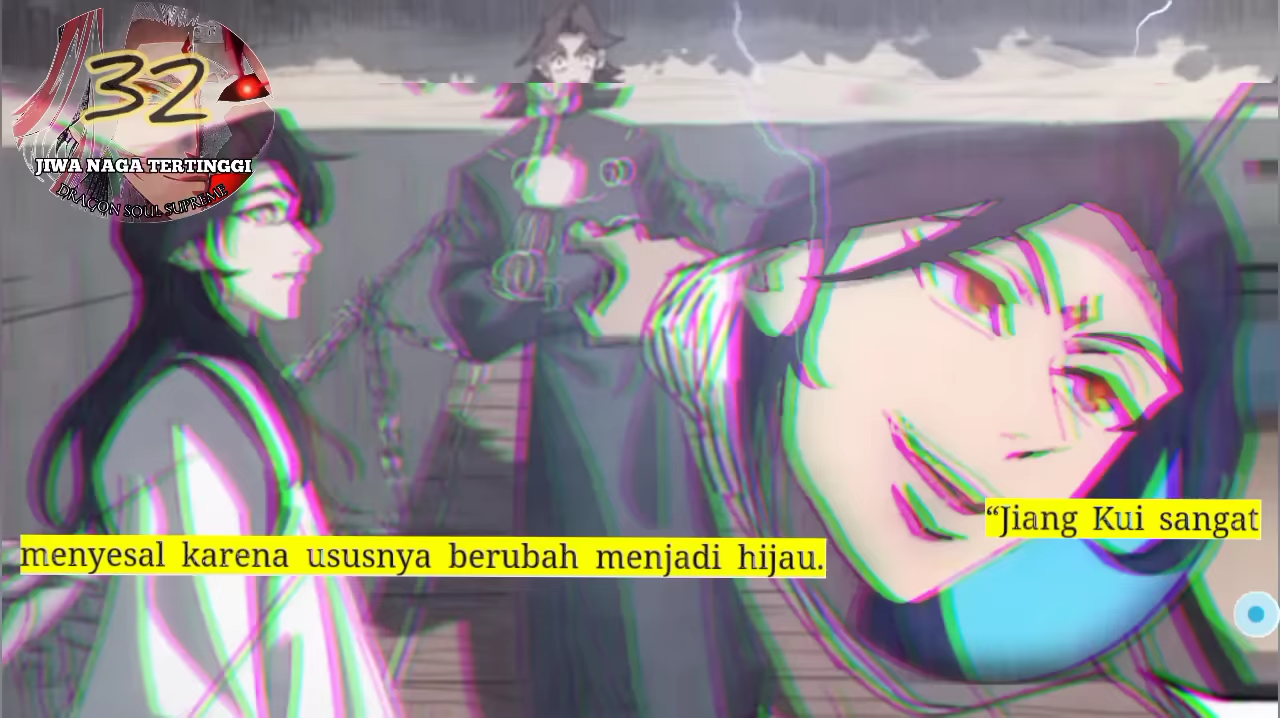 32
JIWA NAGA TERTINGGI
DRAGON SOUL SUPREME
“Jiang Kui sangat
menyesal karena ususnya berubah menjadi hijau.